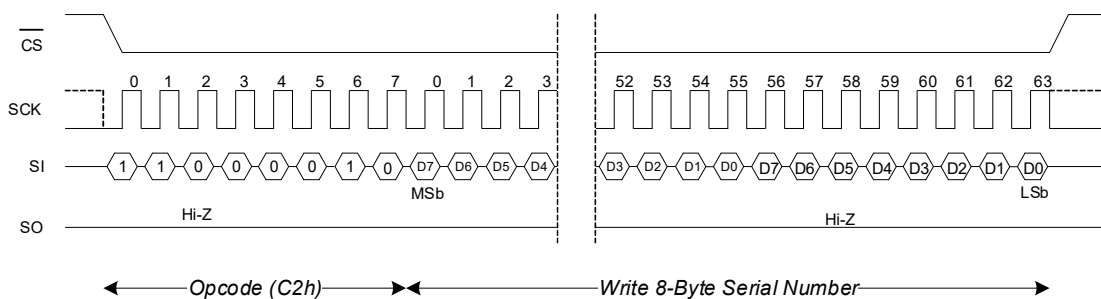 CS
0 1 2 3 4 5 6 7 0 1 2 3 52 53 54 55 56 57 58 59 60 61 62 63
SCK
SI 1 1 0 0 0 0 1 0 D7 D6 D5 D4 D3 D2 D1 D0 D7 D6 D5 D4 D3 D2 D1 D0
MSb LSb
Hi-Z Hi-Z
SO
Opcode (C2h) Write 8-Byte Serial Number